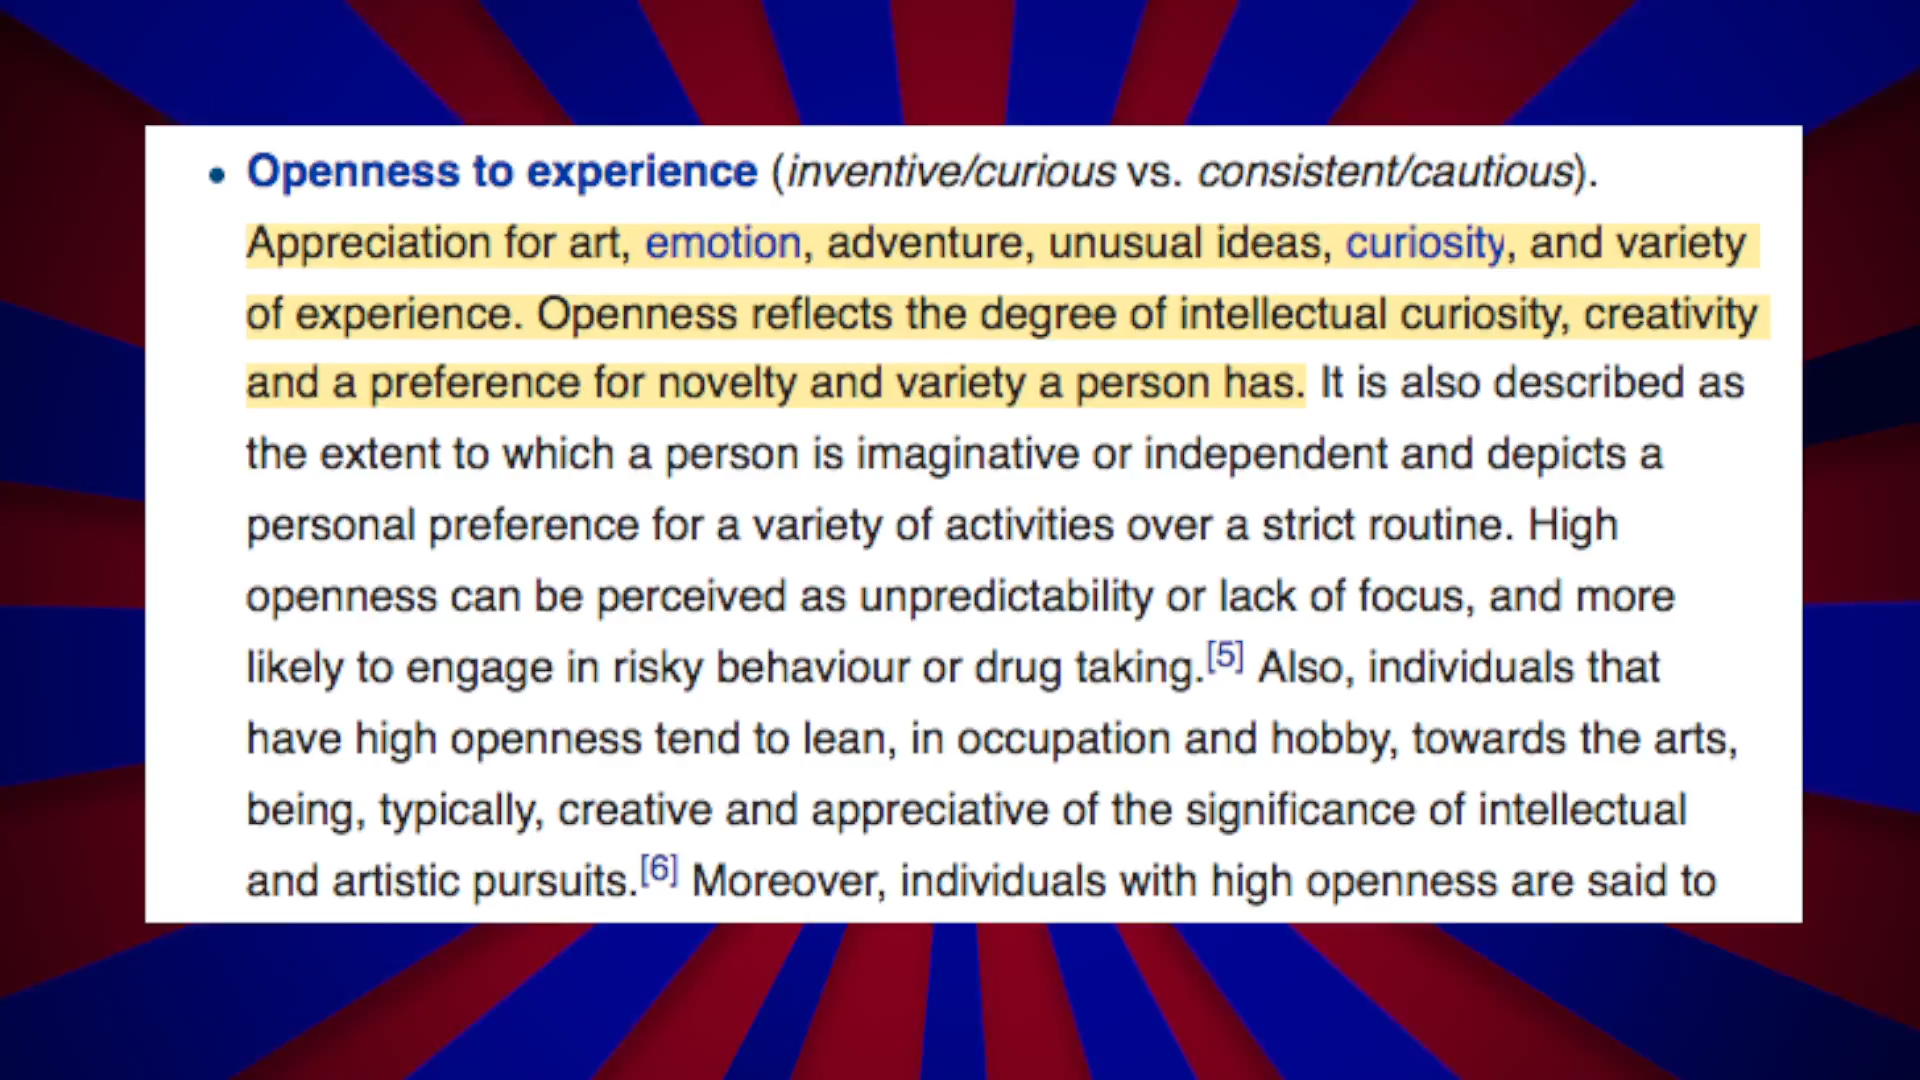 • Openness to experience (inventive/curious vs. consistent/cautious).
Appreciation for art, emotion, adventure, unusual ideas, curiosity, and variety
of experience. Openness reflects the degree of intellectual curiosity, creativity
and a preference for novelty and variety a person has. It is also described as
the extent to which a person is imaginative or independent and depicts a
personal preference for a variety of activities over a strict routine. High
openness can be perceived as unpredictability or lack of focus, and more
likely to engage in risky behaviour or drug taking.[5] Also, individuals that
have high openness tend to lean, in occupation and hobby, towards the arts,
being, typically, creative and appreciative of the significance of intellectual
and artistic pursuits.[6] Moreover, individuals with high openness are said to